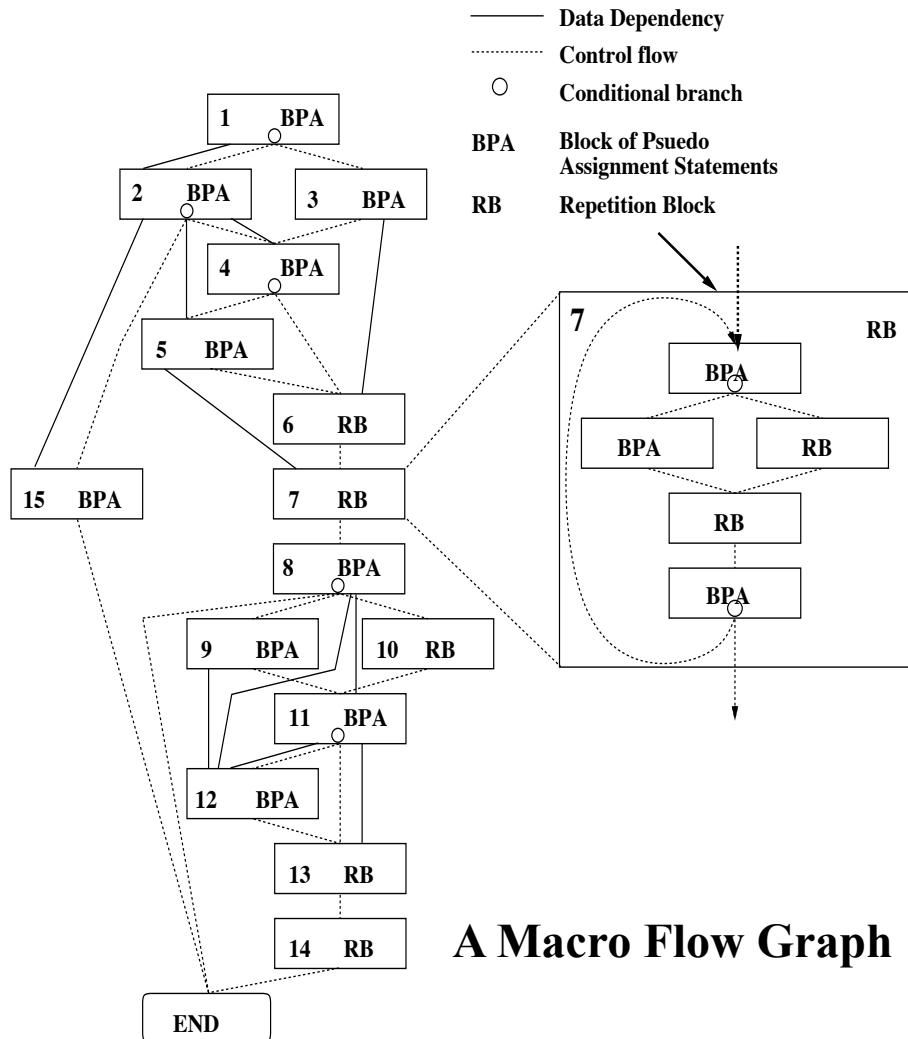 Data Dependency
Control flow
Conditional branch
BPA Block of Psuedo
Assignment Statements
RB Repetition Block
1 BPA
2 BPA
3 BPA
4 BPA
5 BPA
6 RB
15 BPA
7 RB
8 BPA
9 BPA
10 RB
11 BPA
12 BPA
13 RB
14 RB
END
7
RB
BPA
BPA RB
RB
BPA
A Macro Flow Graph